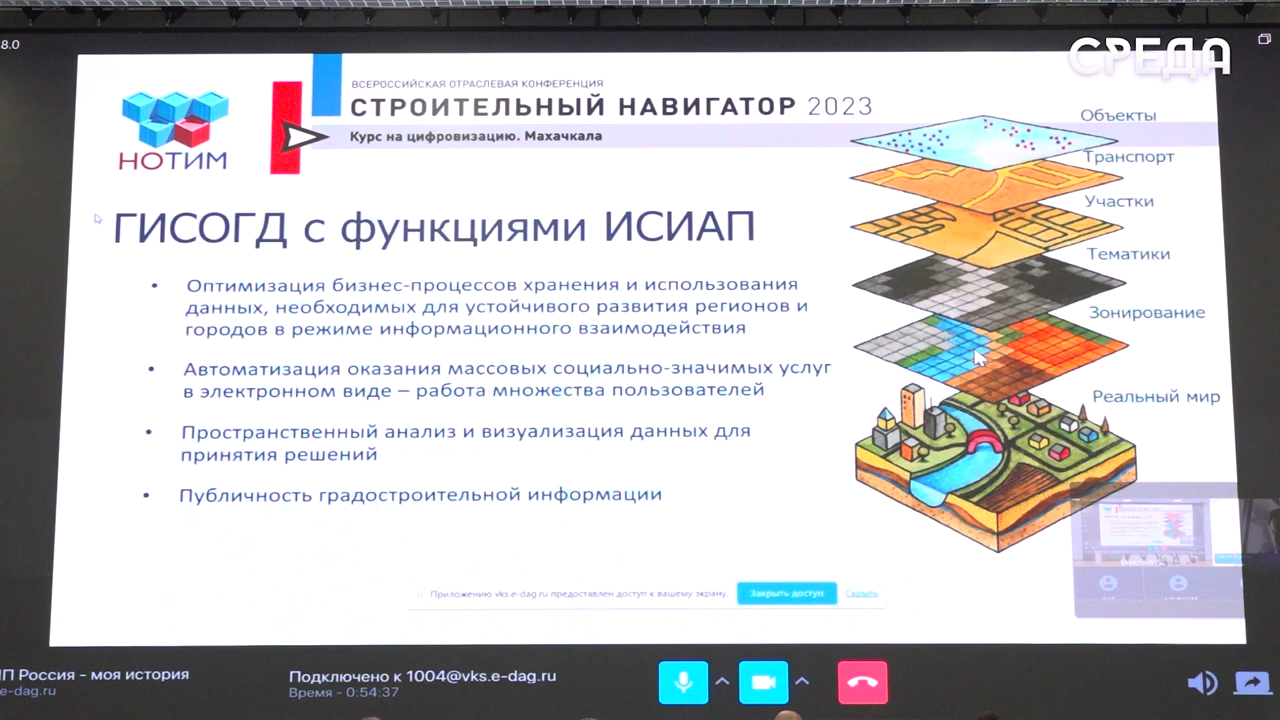 8.0
СРЕДА
ВСЕРОССИЙСКАЯ ОТРАСЛЕВАЯ КОНФЕРЕНЦИЯ
СТРОИТЕЛЬНЫЙ НАВИГАТОР 2023
Курс на цифровизацию. Махачкала
НОТИМ
Объекты
Транспорт
Участки
Тематики
Зонирование
Реальный мир
ГИСОГД с функциями ИСИАП
• Оптимизация бизнес-процессов хранения и использования
данных, необходимых для устойчивого развития регионов и
городов в режиме информационного взаимодействия
• Автоматизация оказания массовых социально-значимых услуг
в электронном виде – работа множества пользователей
• Пространственный анализ и визуализация данных для
принятия решений
• Публичность градостроительной информации
Приложению vks.e-dag.ru предоставлен доступ к вашему экрану.
Закрыть доступ
Скрыть
ІП Россия - моя история
e-dag.ru
Подключено к 1004@vks.e-dag.ru
Время - 0:54:37